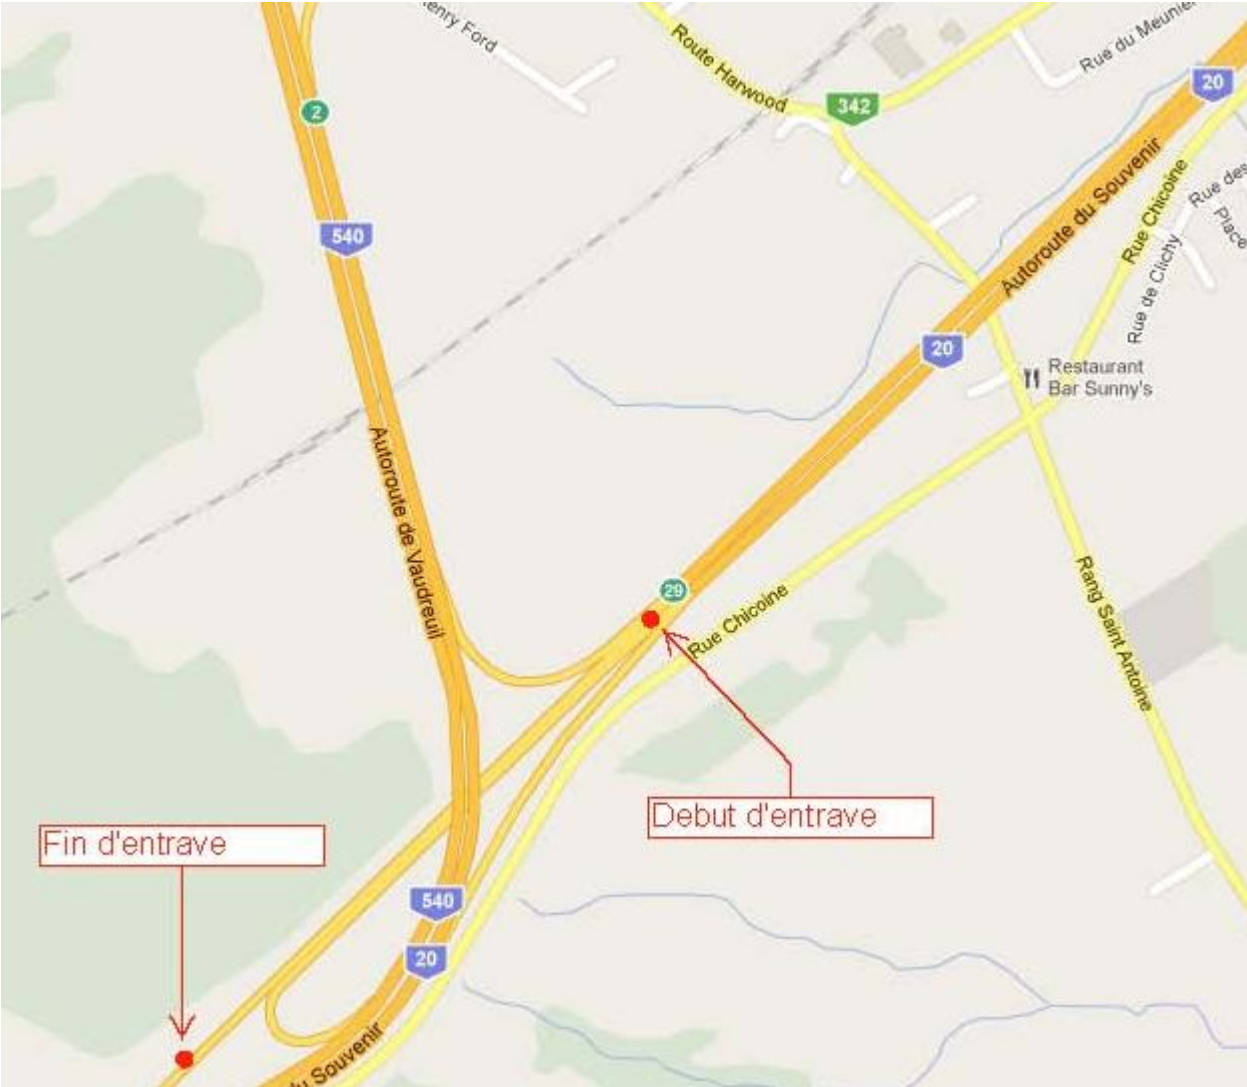 enry Ford
Route Harwood
Rue du Meunier
342
20
2
540
Autoroute du Souvenir
Rue Chicoine
Rue des
Place
Rue de Clichy
20
Restaurant
Bar Sunny's
Autoroute de Vaudreuil
29
Rue Chicoine
Rang Saint Antoine
Debut d'entrave
Fin d'entrave
540
20
du Souvenir